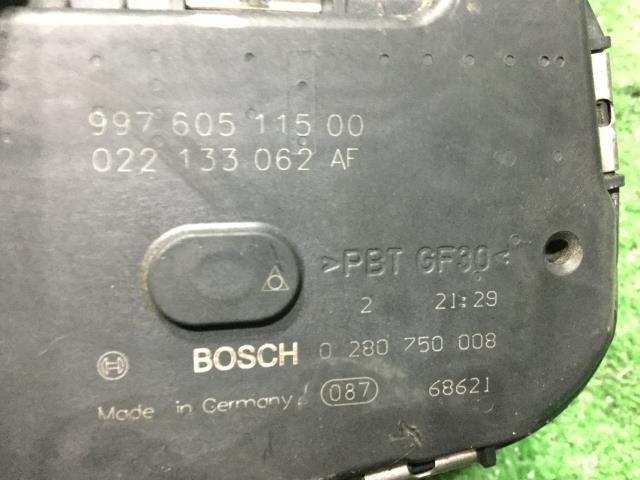 997 605 115 00
022 133 062 AF
>PBT GF30<
2 21:29
BOSCH 0 280 750 008
Made in Germany 087 68621